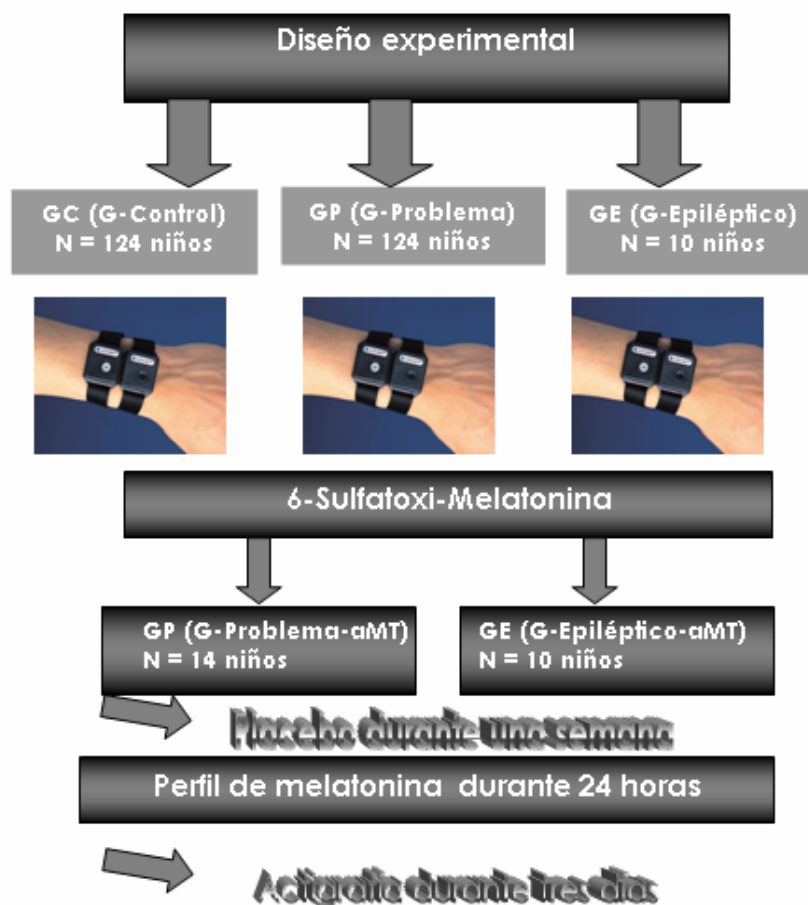 Diseño experimental
GC (G-Control)
N = 124 niños
GP (G-Problema)
N = 124 niños
GE (G-Epiléptico)
N = 10 niños
6-Sulfatoxi-Melatonina
GP (G-Problema-aMT)
N = 14 niños
GE (G-Epiléptico-aMT)
N = 10 niños
Placebo durante una semana
Perfil de melatonina durante 24 horas
Actigrafía durante tres días